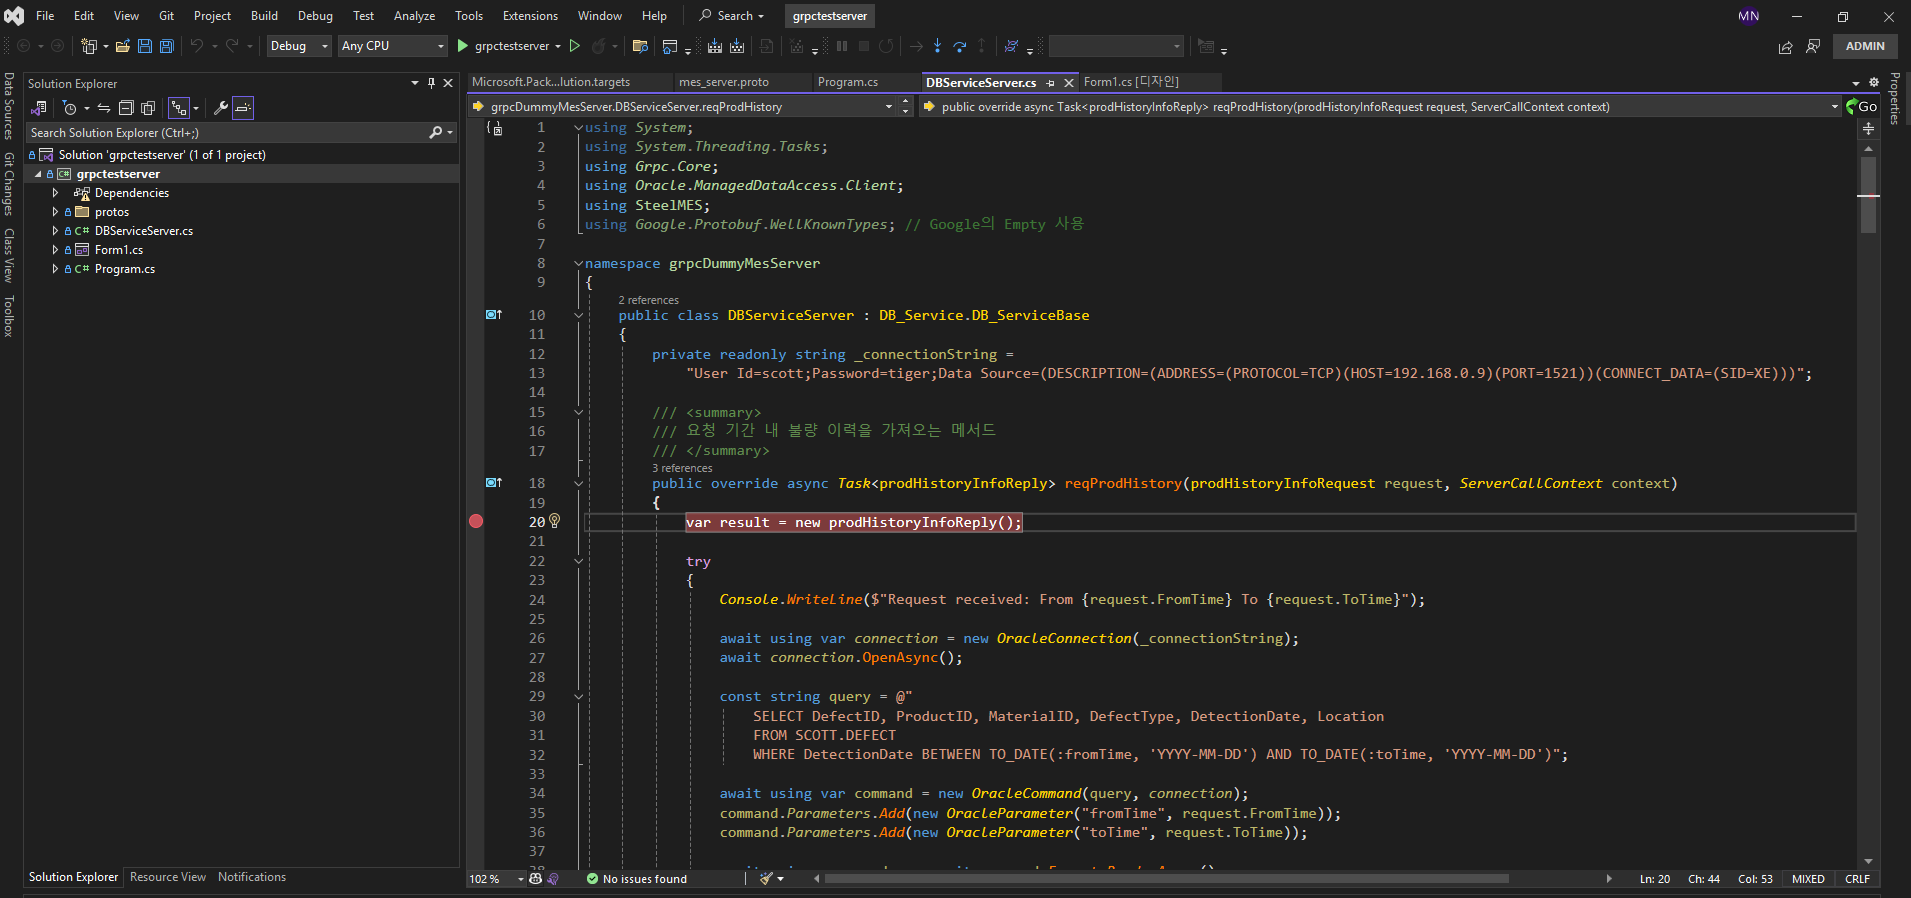 File Edit View Git Project Build Debug Test Analyze Tools Extensions Window Help Search grpctestserver MN
Debug Any CPU grpctestserver ADMIN
Data Sources
Git Changes
Class View
Toolbox
Solution Explorer
Search Solution Explorer (Ctrl+;)
Solution 'grpctestserver' (1 of 1 project)
grpctestserver
Dependencies
protos
C# DBServiceServer.cs
Form1.cs
C# Program.cs
Solution Explorer Resource View Notifications
Microsoft.Pack...lution.targets mes_server.proto Program.cs DBServiceServer.cs Form1.cs [디자인]
grpcDummyMesServer.DBServiceServer.reqProdHistory public override async Task<prodHistoryInfoReply> reqProdHistory(prodHistoryInfoRequest request, ServerCallContext context) Go
1 using System;
2 using System.Threading.Tasks;
3 using Grpc.Core;
4 using Oracle.ManagedDataAccess.Client;
5 using SteelMES;
6 using Google.Protobuf.WellKnownTypes; // Google의 Empty 사용
7
8 namespace grpcDummyMesServer
9 {
2 references
10 public class DBServiceServer : DB_Service.DB_ServiceBase
11 {
12 private readonly string _connectionString =
13 "User Id=scott;Password=tiger;Data Source=(DESCRIPTION=(ADDRESS=(PROTOCOL=TCP)(HOST=192.168.0.9)(PORT=1521))(CONNECT_DATA=(SID=XE)))";
14
15 /// <summary>
16 /// 요청 기간 내 불량 이력을 가져오는 메서드
17 /// </summary>
3 references
18 public override async Task<prodHistoryInfoReply> reqProdHistory(prodHistoryInfoRequest request, ServerCallContext context)
19 {
20 var result = new prodHistoryInfoReply();
21
22 try
23 {
24 Console.WriteLine($"Request received: From {request.FromTime} To {request.ToTime}");
25
26 await using var connection = new OracleConnection(_connectionString);
27 await connection.OpenAsync();
28
29 const string query = @"
30 SELECT DefectID, ProductID, MaterialID, DefectType, DetectionDate, Location
31 FROM SCOTT.DEFECT
32 WHERE DetectionDate BETWEEN TO_DATE(:fromTime, 'YYYY-MM-DD') AND TO_DATE(:toTime, 'YYYY-MM-DD')";
33
34 await using var command = new OracleCommand(query, connection);
35 command.Parameters.Add(new OracleParameter("fromTime", request.FromTime));
36 command.Parameters.Add(new OracleParameter("toTime", request.ToTime));
37
102 % No issues found Ln: 20 Ch: 44 Col: 53 MIXED CRLF
Properties